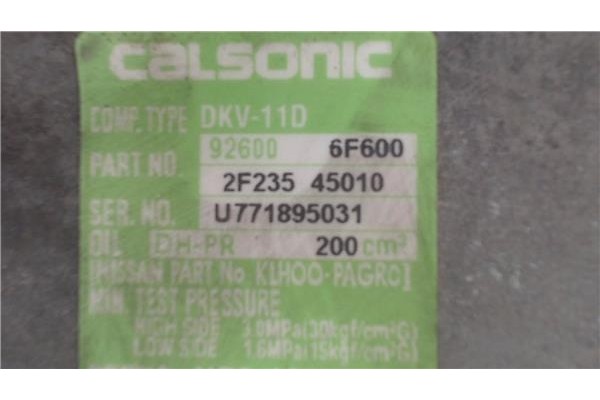 calsonic
COMP. TYPE DKV-11D
PART NO. 92600 6F600
2F235 45010
SER. NO. U771895031
OIL DH-PR 200 cm³
[NISSAN PART No KLH00-PAGR0]
MIN. TEST PRESSURE
HIGH SIDE 3.0MPa(30kgf/cm²G)
LOW SIDE 1.6MPa(15kgf/cm²G)